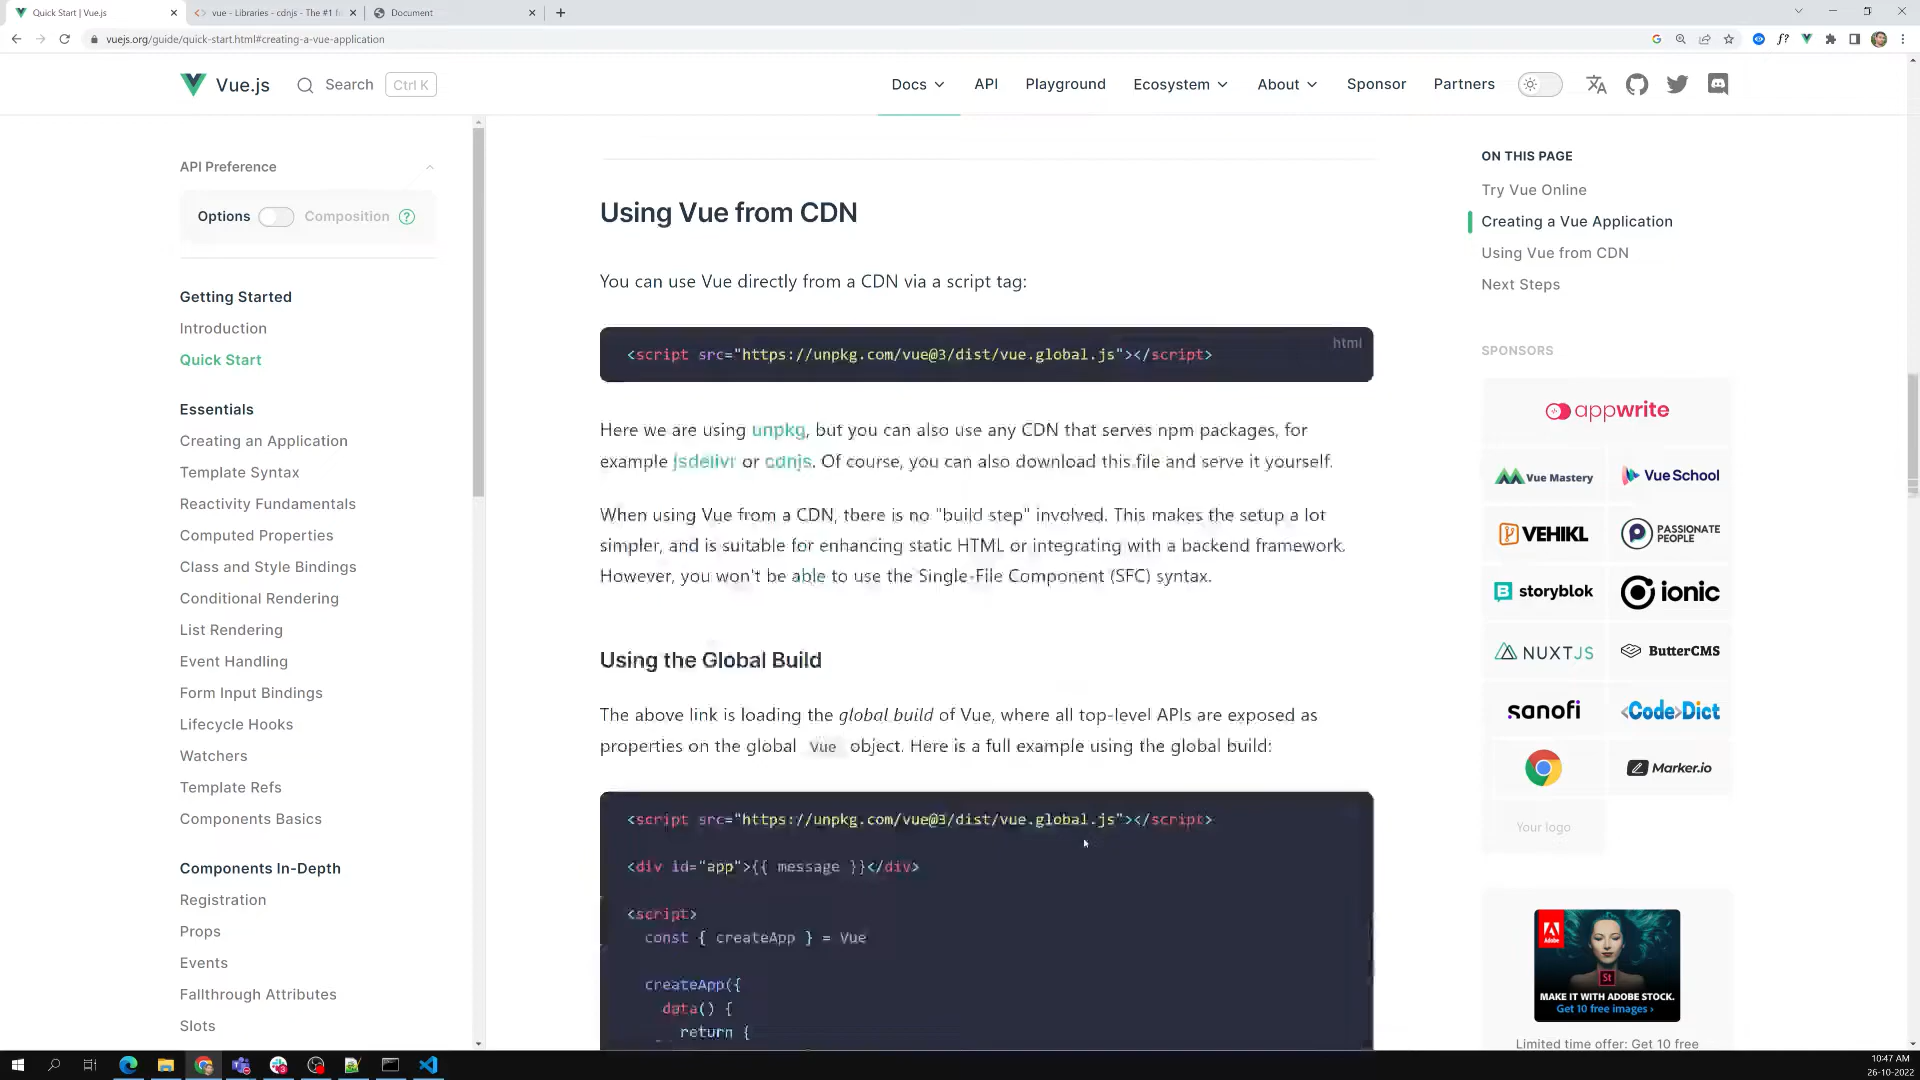 Quick Start | Vue.js
vue - Libraries - cdnjs - The #1 f
Document
vuejs.org/guide/quick-start.html#creating-a-vue-application
Vue.js
Search
Ctrl K
Docs
API
Playground
Ecosystem
About
Sponsor
Partners
API Preference
Options
Composition
?
Getting Started
Introduction
Quick Start
Essentials
Creating an Application
Template Syntax
Reactivity Fundamentals
Computed Properties
Class and Style Bindings
Conditional Rendering
List Rendering
Event Handling
Form Input Bindings
Lifecycle Hooks
Watchers
Template Refs
Components Basics
Components In-Depth
Registration
Props
Events
Fallthrough Attributes
Slots
Using Vue from CDN
You can use Vue directly from a CDN via a script tag:
html
<script src="https://unpkg.com/vue@3/dist/vue.global.js"></script>
Here we are using unpkg, but you can also use any CDN that serves npm packages, for
example jsdelivr or cdnjs. Of course, you can also download this file and serve it yourself.
When using Vue from a CDN, there is no "build step" involved. This makes the setup a lot
simpler, and is suitable for enhancing static HTML or integrating with a backend framework.
However, you won't be able to use the Single-File Component (SFC) syntax.
Using the Global Build
The above link is loading the global build of Vue, where all top-level APIs are exposed as
properties on the global Vue object. Here is a full example using the global build:
<script src="https://unpkg.com/vue@3/dist/vue.global.js"></script>
<div id="app">{{ message }}</div>
<script>
const { createApp } = Vue
createApp({
data() {
return {
ON THIS PAGE
Try Vue Online
Creating a Vue Application
Using Vue from CDN
Next Steps
SPONSORS
appwrite
Vue Mastery
Vue School
VEHIKL
PASSIONATE
PEOPLE
storyblok
ionic
NUXTJS
ButterCMS
sanofi
<Code>Dict
Marker.io
Your logo
St
MAKE IT WITH ADOBE STOCK.
Get 10 free images ›
Limited time offer: Get 10 free
10:47 AM
26-10-2022